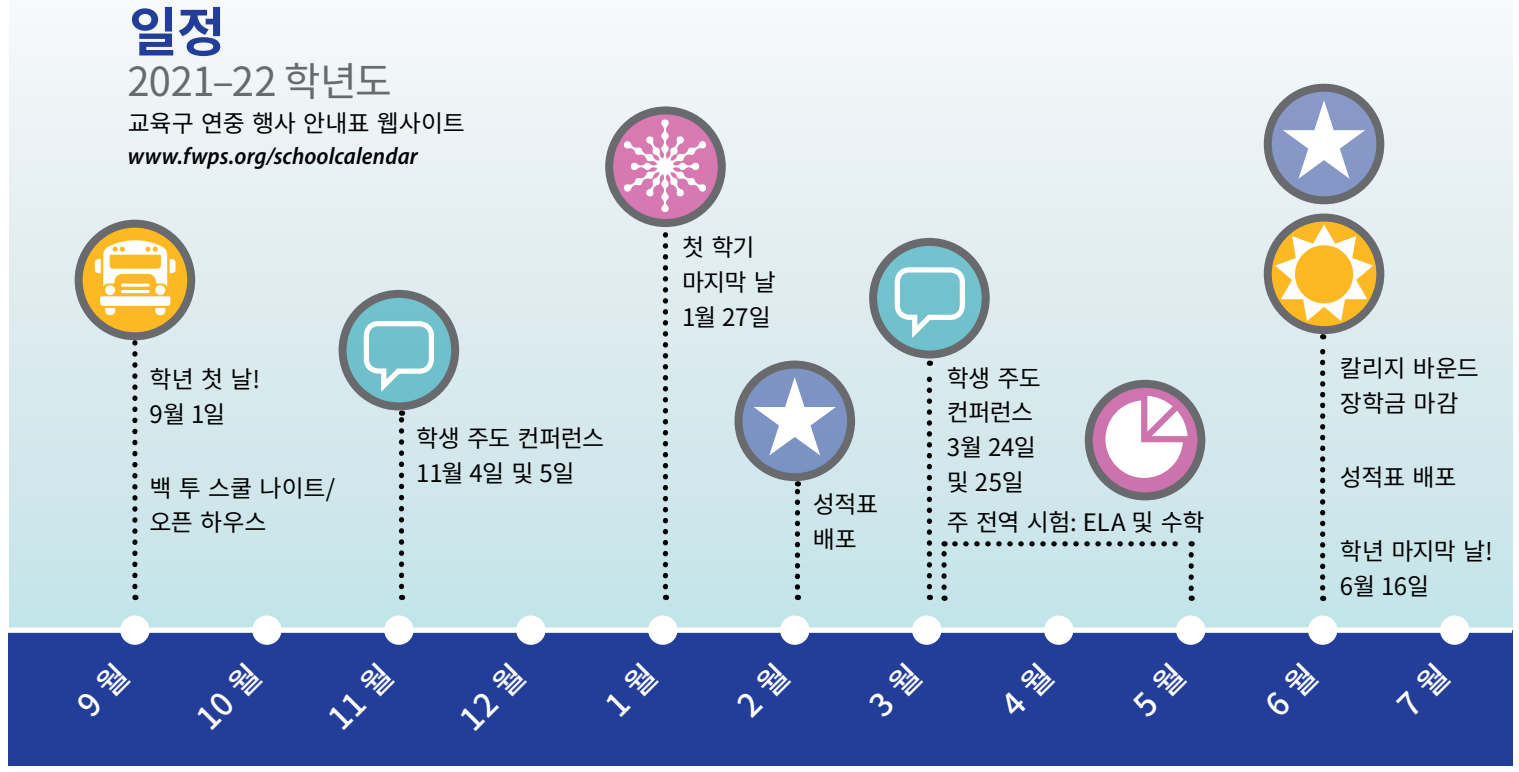 일정
2021–22 학년도
교육구 연중 행사 안내표 웹사이트
www.fwps.org/schoolcalendar
학년 첫 날!
9월 1일
백 투 스쿨 나이트/
오픈 하우스
학생 주도 컨퍼런스
11월 4일 및 5일
첫 학기
마지막 날
1월 27일
성적표
배포
학생 주도
컨퍼런스
3월 24일
및 25일
주 전역 시험: ELA 및 수학
칼리지 바운드
장학금 마감
성적표 배포
학년 마지막 날!
6월 16일
9 월
10 월
11 월
12 월
1 월
2 월
3 월
4 월
5 월
6 월
7 월